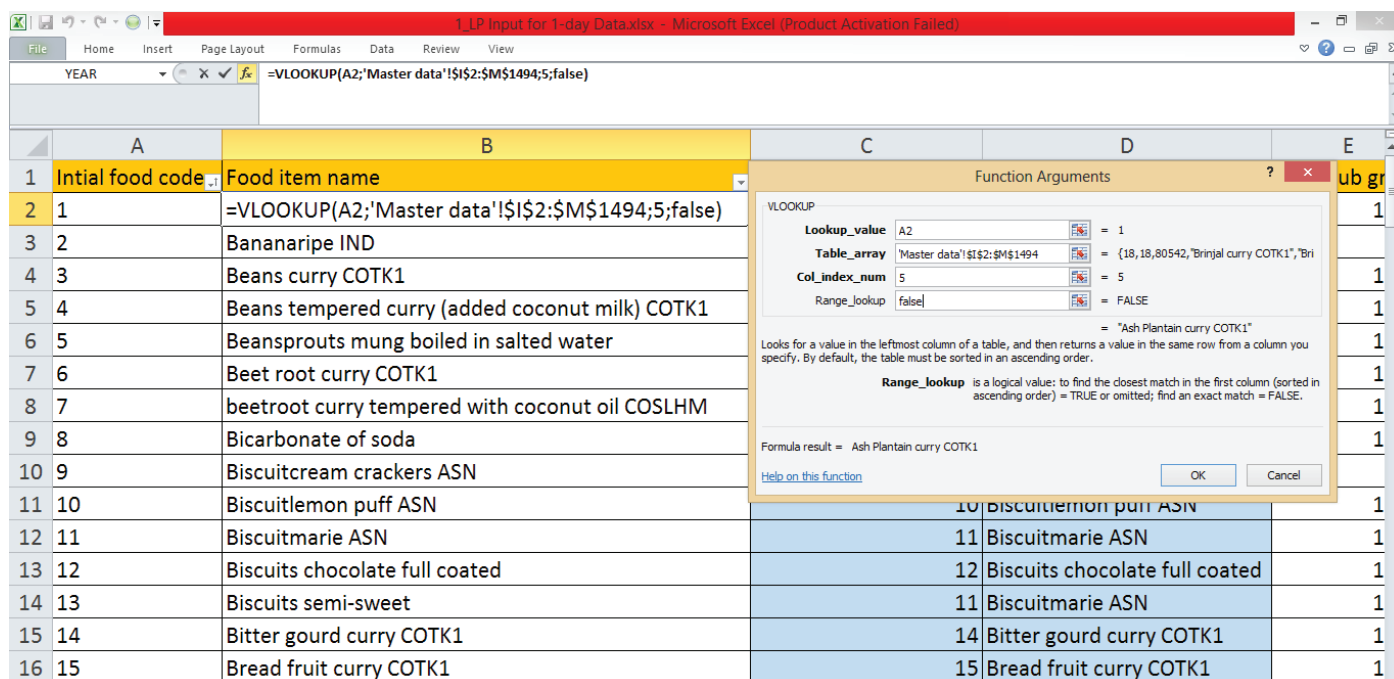 1_LP Input for 1-day Data.xlsx - Microsoft Excel (Product Activation Failed)
File Home Insert Page Layout Formulas Data Review View
YEAR fx =VLOOKUP(A2;'Master data'!$I$2:$M$1494;5;false)
A B C D E
1 Intial food code Food item name ub gr
2 1 =VLOOKUP(A2;'Master data'!$I$2:$M$1494;5;false) 1
3 2 Bananaripe IND
4 3 Beans curry COTK1 1
5 4 Beans tempered curry (added coconut milk) COTK1 1
6 5 Beansprouts mung boiled in salted water 1
7 6 Beet root curry COTK1 1
8 7 beetroot curry tempered with coconut oil COSLHM 1
9 8 Bicarbonate of soda 1
10 9 Biscuitcream crackers ASN
11 10 Biscuitlemon puff ASN 10 Biscuitlemon puff ASN 1
12 11 Biscuitmarie ASN 11 Biscuitmarie ASN 1
13 12 Biscuits chocolate full coated 12 Biscuits chocolate full coated 1
14 13 Biscuits semi-sweet 11 Biscuitmarie ASN 1
15 14 Bitter gourd curry COTK1 14 Bitter gourd curry COTK1 1
16 15 Bread fruit curry COTK1 15 Bread fruit curry COTK1 1
Function Arguments ? ×
VLOOKUP
Lookup_value A2 = 1
Table_array 'Master data'!$I$2:$M$1494 = {18,18,80542,"Brinjal curry COTK1","Bri
Col_index_num 5 = 5
Range_lookup false = FALSE
= "Ash Plantain curry COTK1"
Looks for a value in the leftmost column of a table, and then returns a value in the same row from a column you
specify. By default, the table must be sorted in an ascending order.
Range_lookup is a logical value: to find the closest match in the first column (sorted in
ascending order) = TRUE or omitted; find an exact match = FALSE.
Formula result = Ash Plantain curry COTK1
Help on this function OK Cancel